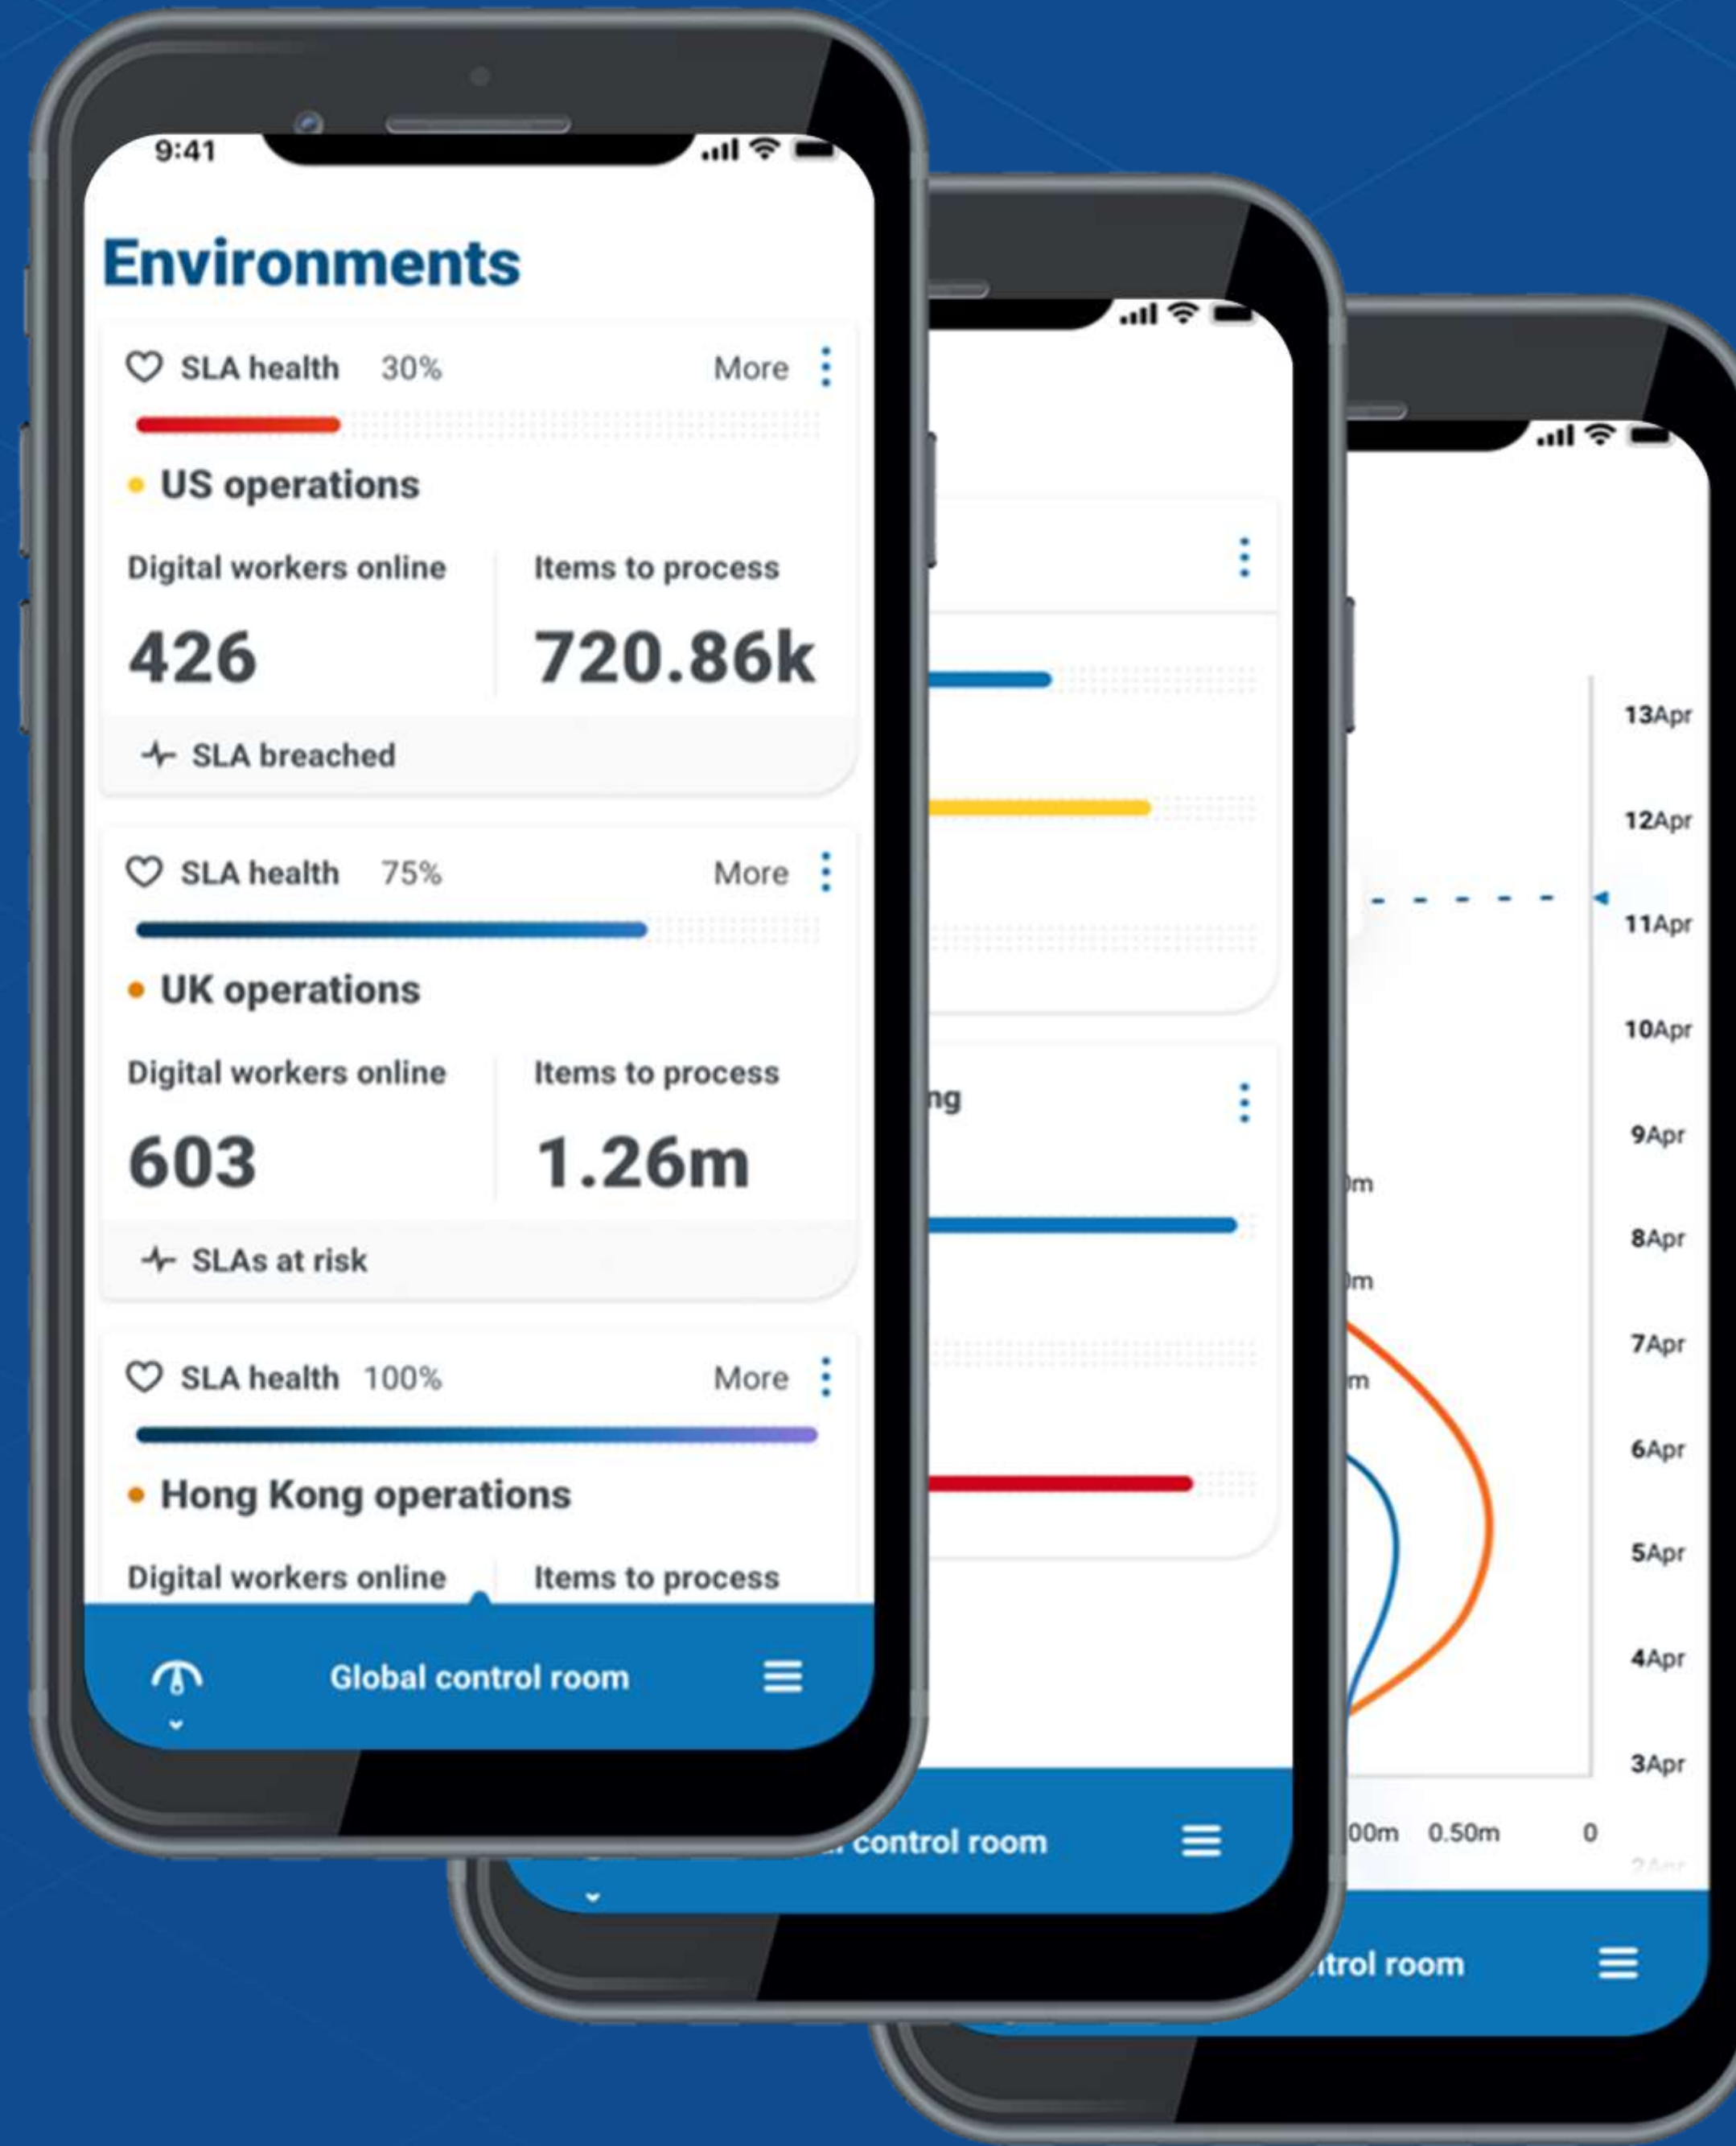 9:41
Environments
SLA health 30% More
US operations
Digital workers online Items to process
426 720.86k
SLA breached
SLA health 75% More
UK operations
Digital workers online Items to process
603 1.26m
SLAs at risk
SLA health 100% More
Hong Kong operations
Digital workers online Items to process
Global control room
ng
control room
13Apr
12Apr
11Apr
10Apr
9Apr
m
8Apr
m
7Apr
m
6Apr
5Apr
4Apr
3Apr
00m 0.50m 0
2Apr
trol room